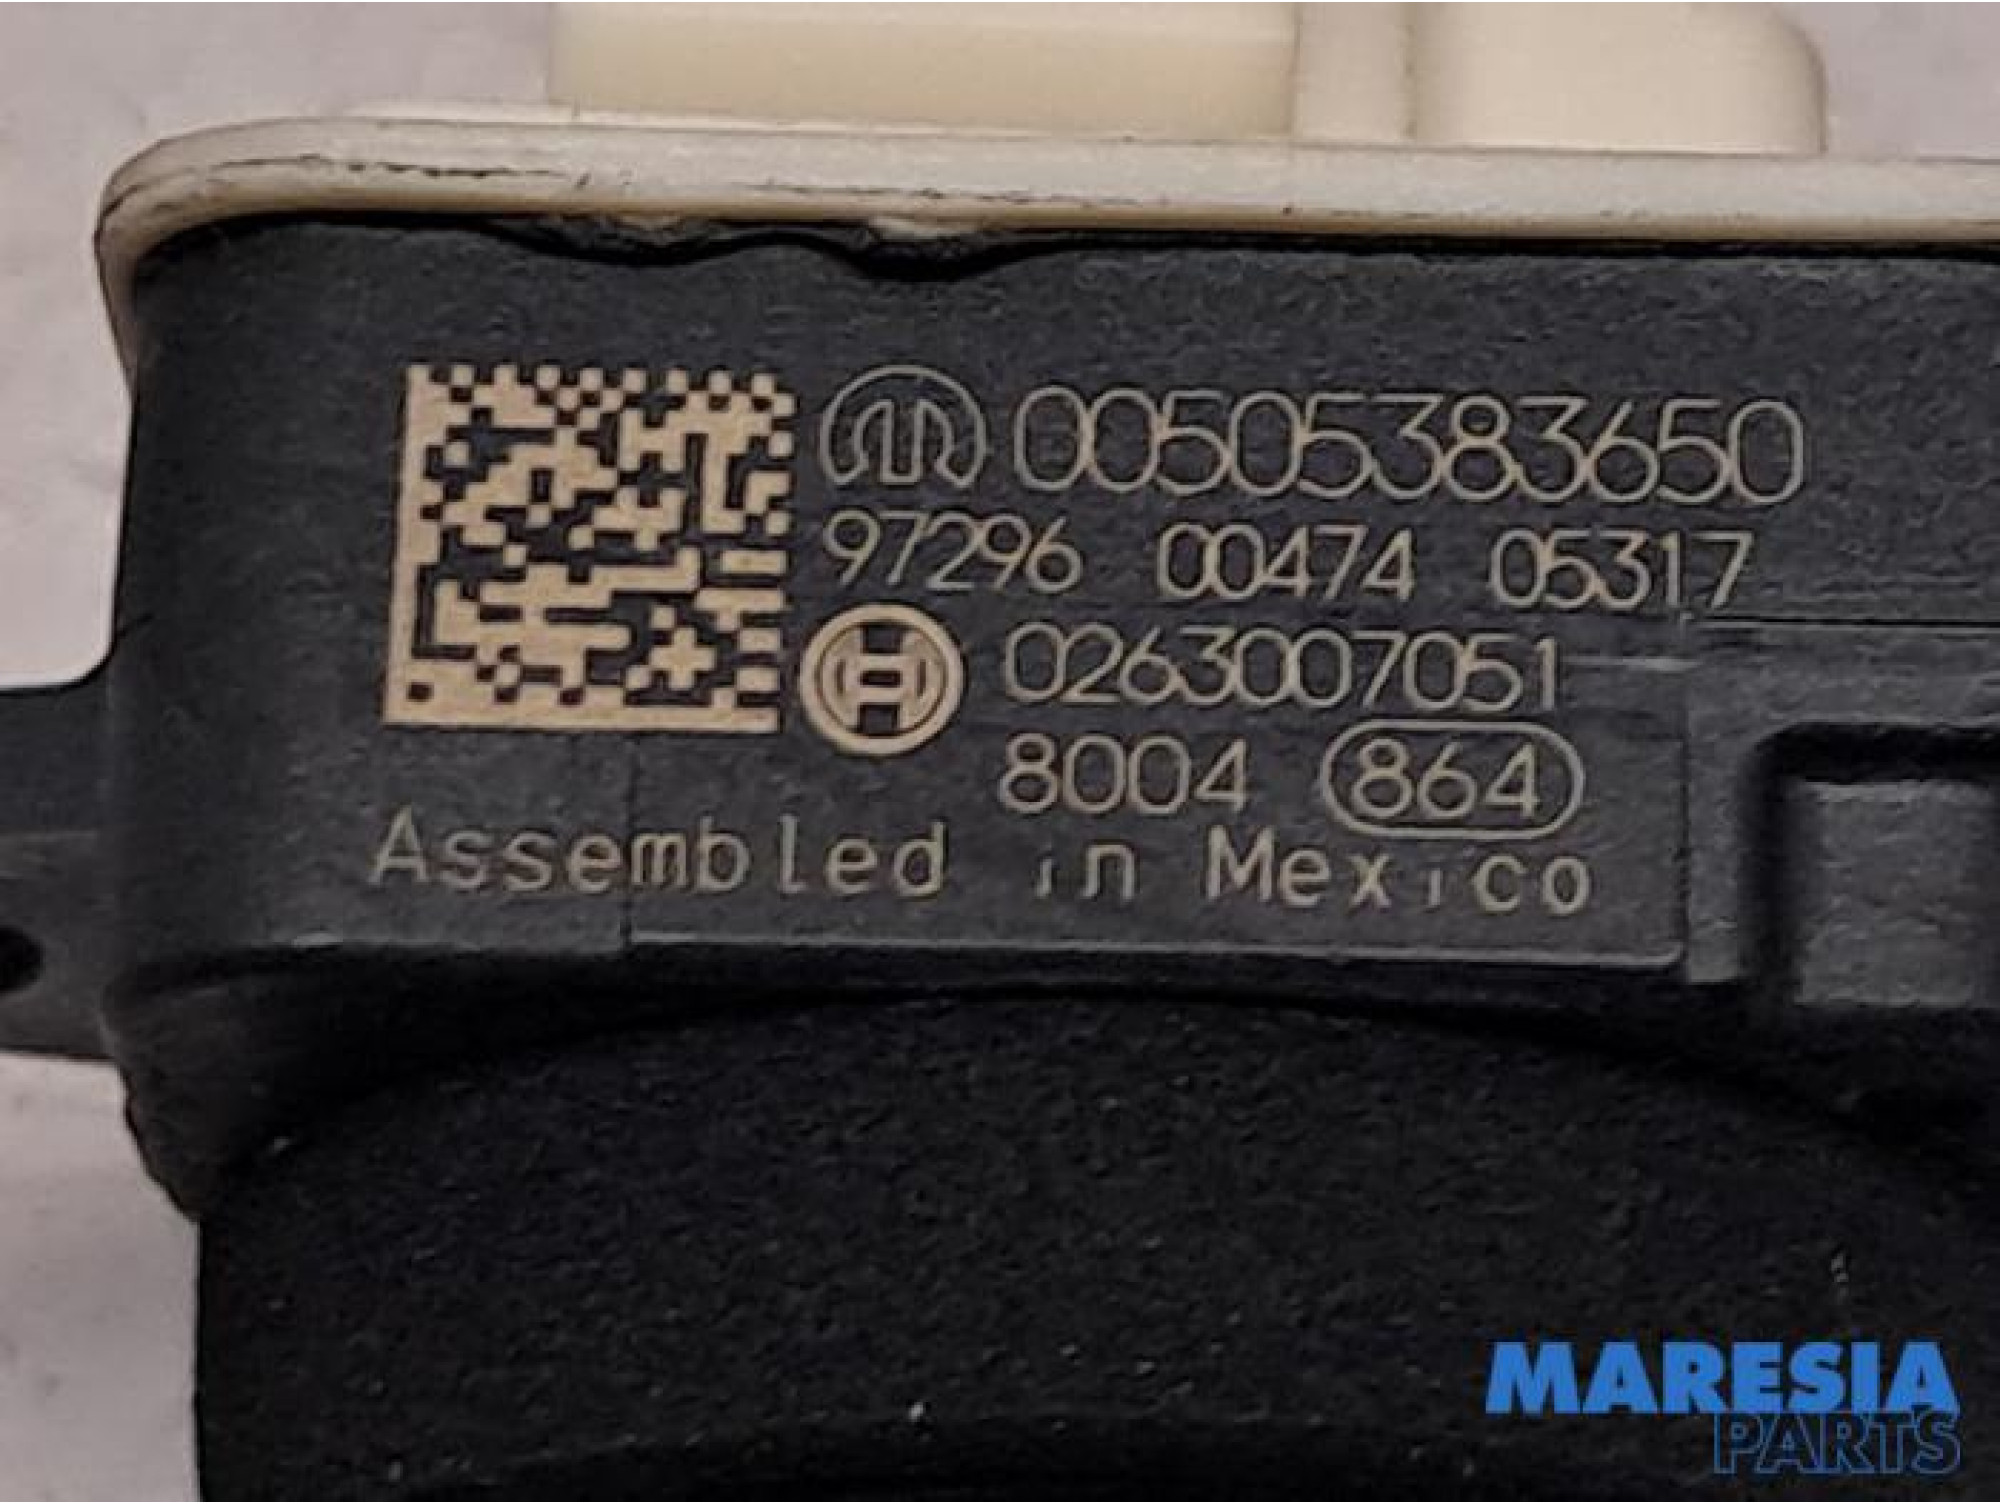 00505383650
97296 00474 05317
0263007051
8004 864
Assembled in Mexico
MARESIA
PARTS